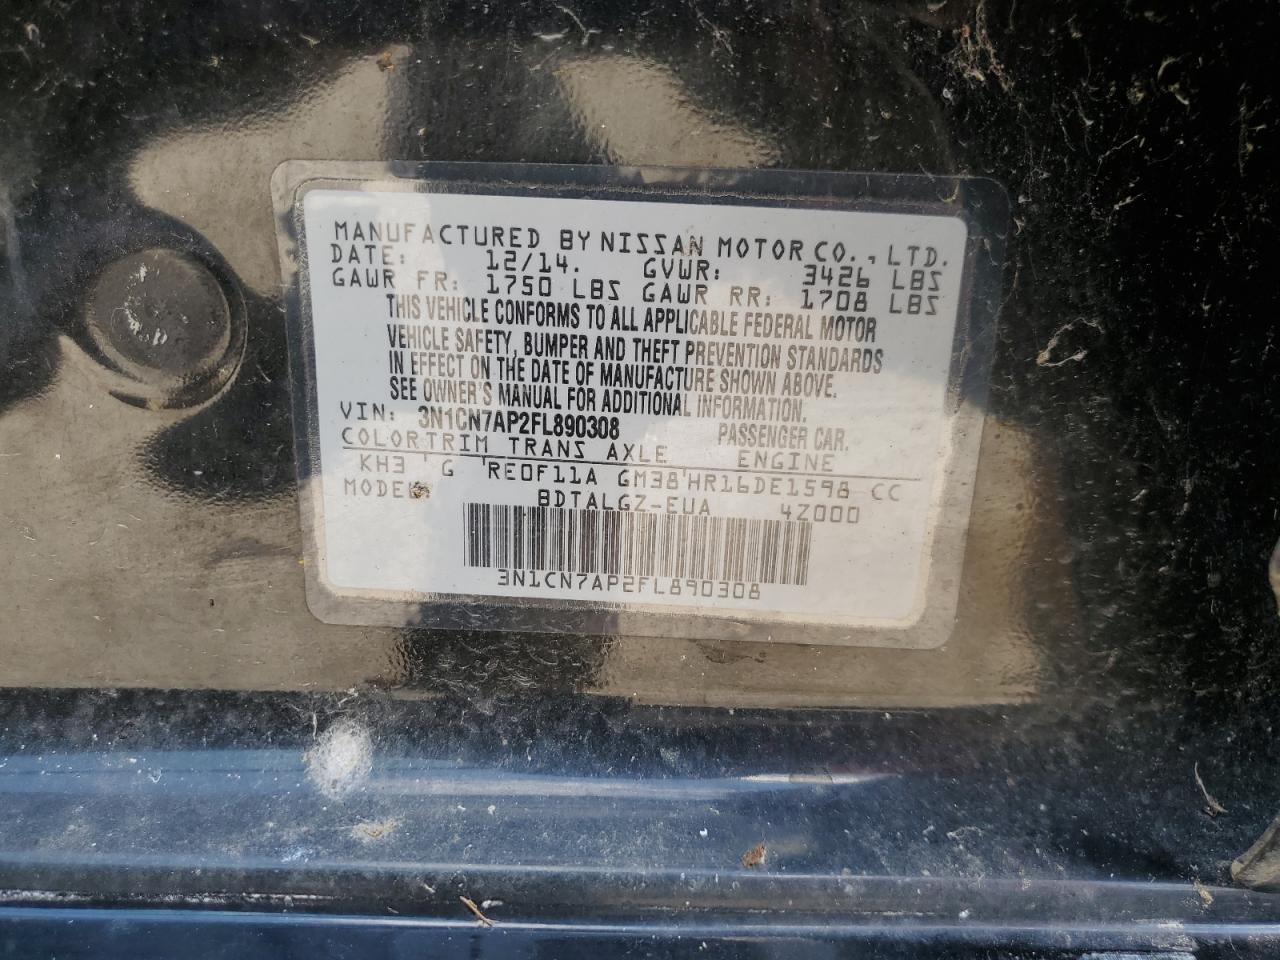 MANUFACTURED BY NISSAN MOTOR CO., LTD.
DATE: 12/14. GVWR: 3426 LBS
GAWR FR: 1750 LBS GAWR RR: 1708 LBS
THIS VEHICLE CONFORMS TO ALL APPLICABLE FEDERAL MOTOR
VEHICLE SAFETY, BUMPER AND THEFT PREVENTION STANDARDS
IN EFFECT ON THE DATE OF MANUFACTURE SHOWN ABOVE.
SEE OWNER'S MANUAL FOR ADDITIONAL INFORMATION.
VIN: 3N1CN7AP2FL890308 PASSENGER CAR.
COLOR TRIM TRANS AXLE ENGINE
KH3 G RE0F11A GM38 HR16DE1598 CC
MODEL BDTALGZ-EUA 4Z000
3N1CN7AP2FL890308